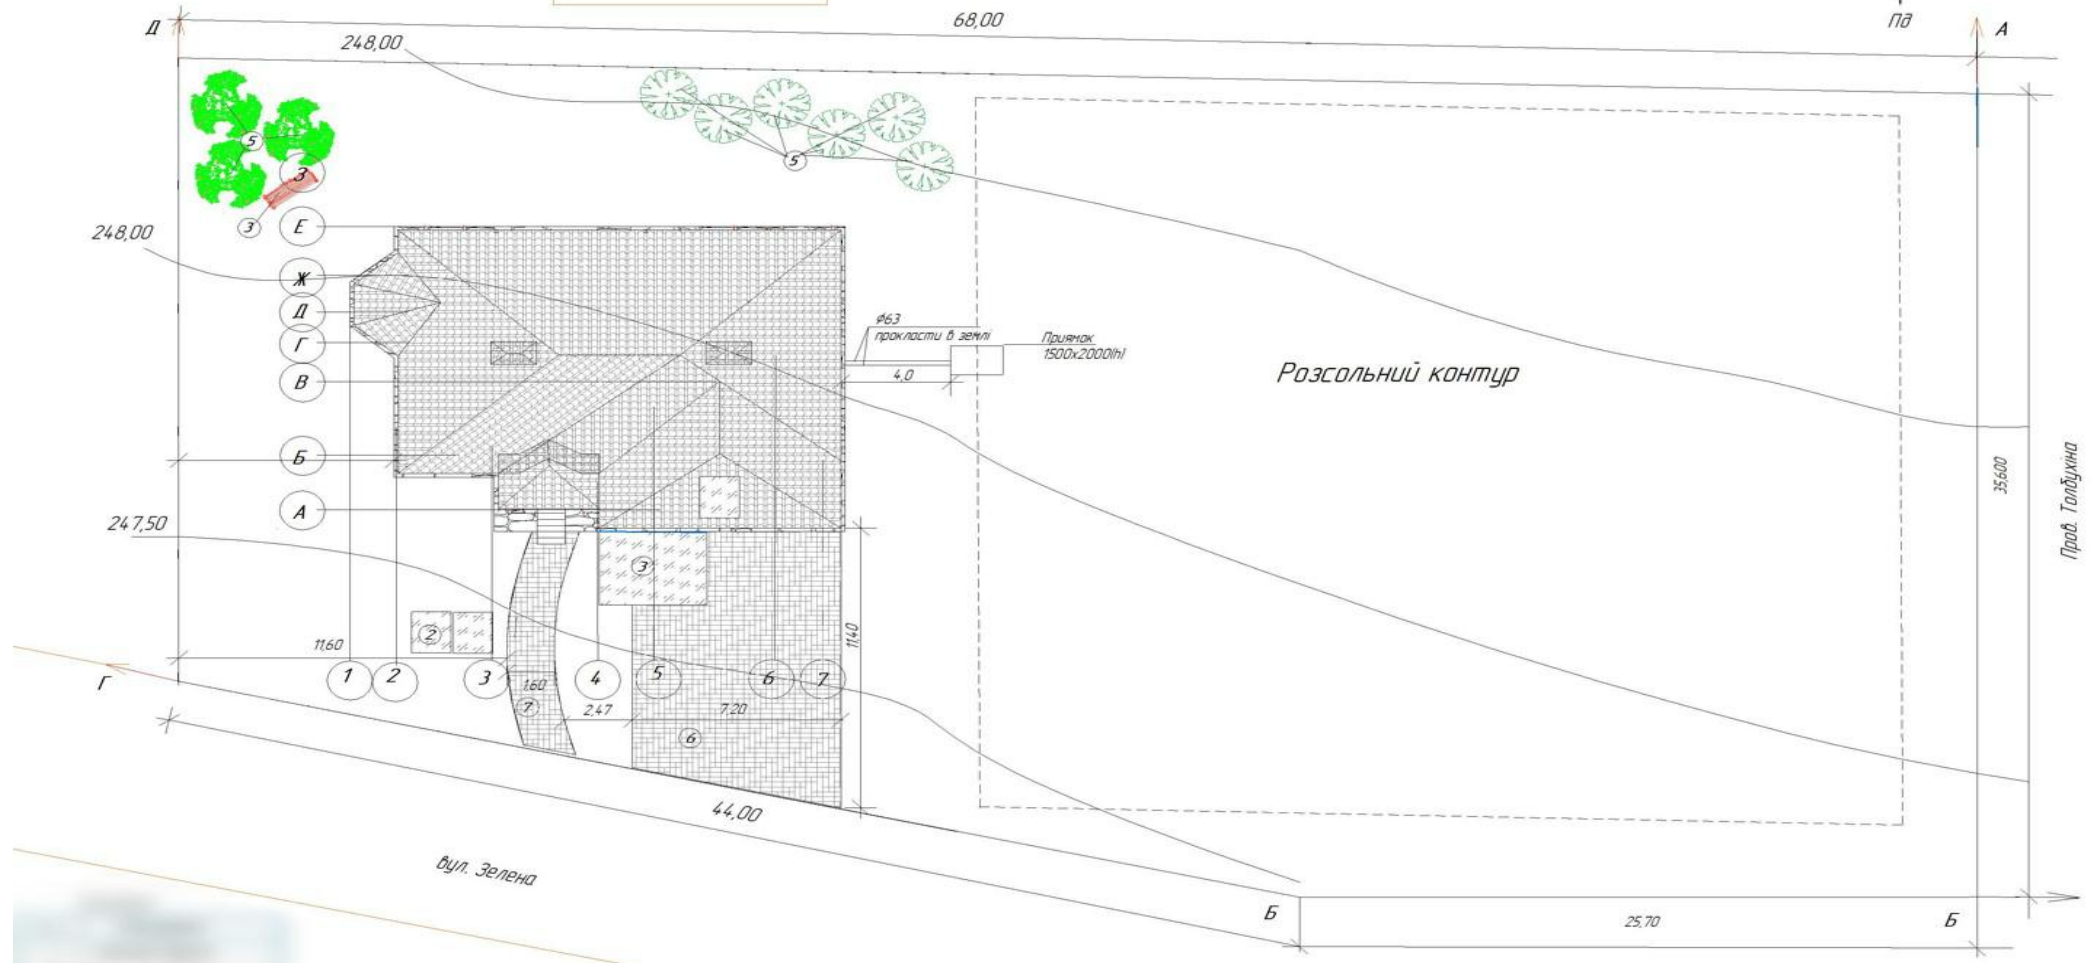 Д
68,00
па
А
248,00
5
5
3
3
248,00
Е
Ж
Д
Г
В
Б
А
Ø63
прокласти в землі
Приямок
1500х2000(h)
4,0
Розсольний контур
35,600
Пров. Толбухіна
247,50
3
2
11,60
11,40
Г
1
2
3
4
5
6
7
1,60
7
2,47
7,20
6
44,00
вул. Зелена
Б
25,70
Б